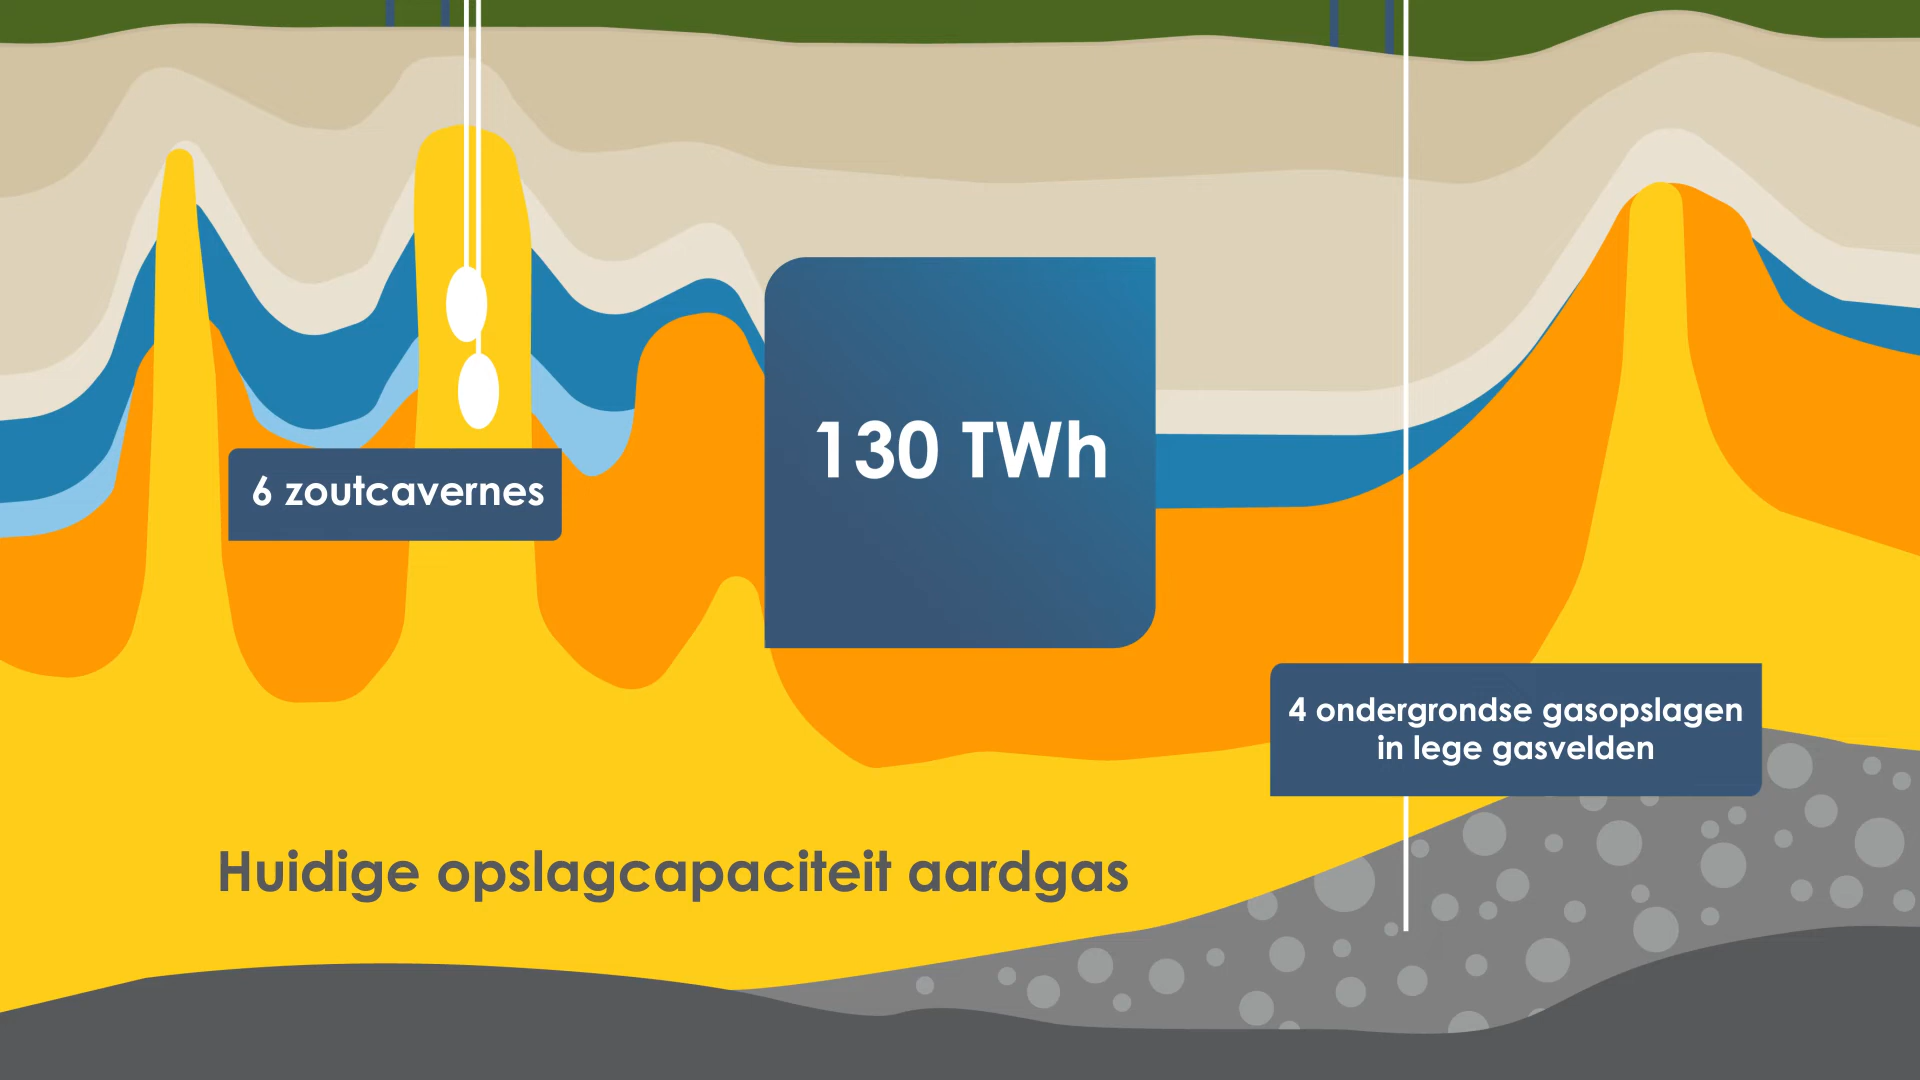 130 TWh
6 zoutcavernes
4 ondergrondse gasopslagen
in lege gasvelden
Huidige opslagcapaciteit aardgas